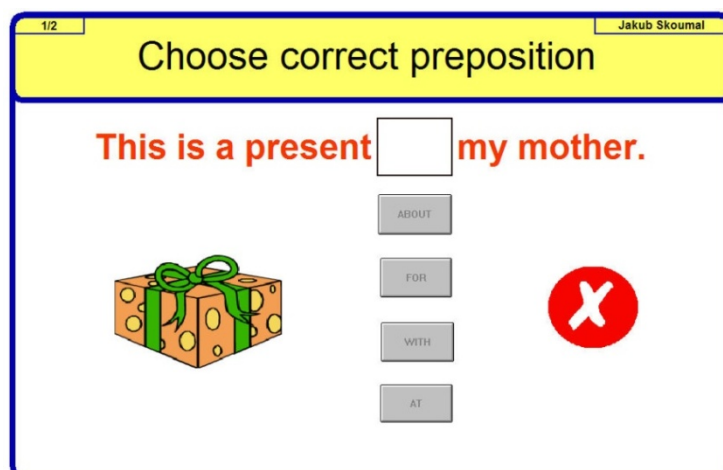 1/2
Jakub Skoumal
Choose correct preposition
This is a present my mother.
ABOUT
FOR
WITH
AT